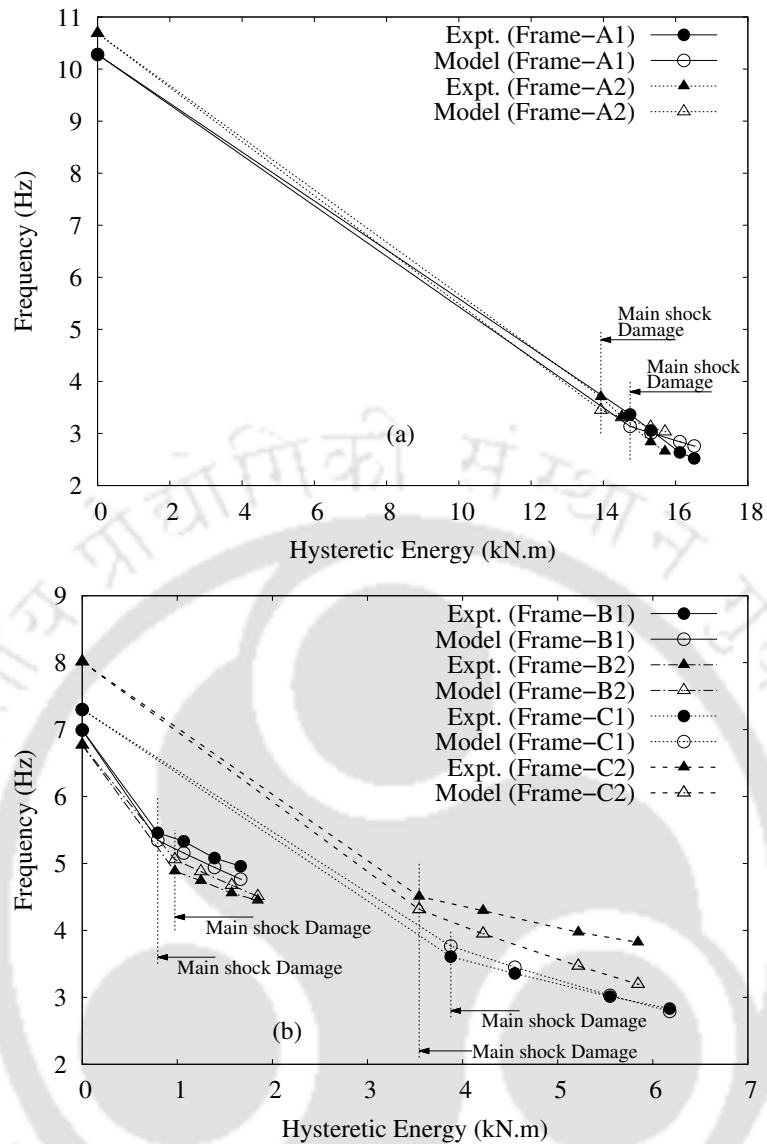 11
10
9
8
7
6
5
4
3
2
Frequency (Hz)
Expt. (Frame−A1)
Model (Frame−A1)
Expt. (Frame−A2)
Model (Frame−A2)
Main shock
Damage
Main shock
Damage
(a)
0 2 4 6 8 10 12 14 16 18
Hysteretic Energy (kN.m)
9
8
7
6
5
4
3
2
Frequency (Hz)
Expt. (Frame−B1)
Model (Frame−B1)
Expt. (Frame−B2)
Model (Frame−B2)
Expt. (Frame−C1)
Model (Frame−C1)
Expt. (Frame−C2)
Model (Frame−C2)
Main shock Damage
Main shock Damage
Main shock Damage
Main shock Damage
(b)
0 1 2 3 4 5 6 7
Hysteretic Energy (kN.m)